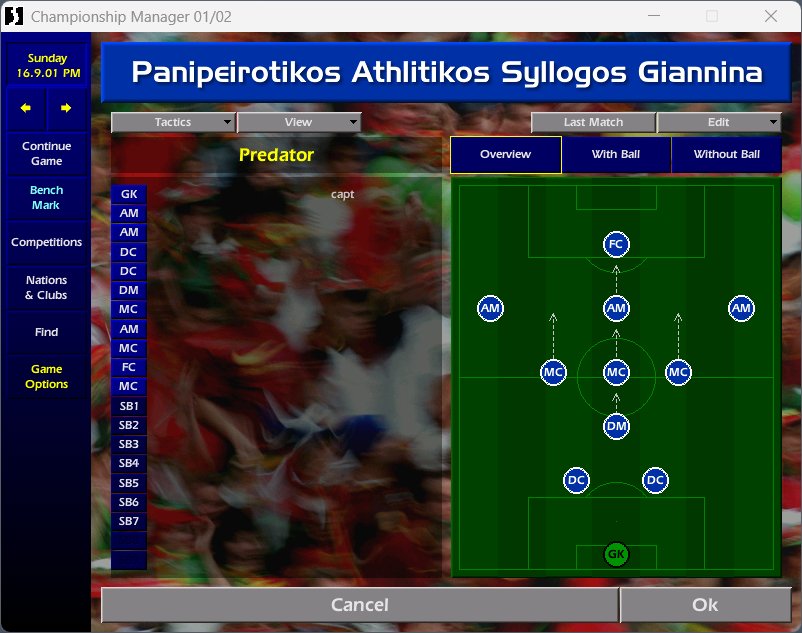 Championship Manager 01/02
Sunday
16.9.01 PM
Continue
Game
Bench
Mark
Competitions
Nations
& Clubs
Find
Game
Options
Panipeirotikos Athlitikos Syllogos Giannina
Tactics
View
Last Match
Edit
Predator
Overview
With Ball
Without Ball
GK capt
AM
AM
DC
DC
DM
MC
AM
MC
FC
MC
SB1
SB2
SB3
SB4
SB5
SB6
SB7
FC
AM AM AM
MC MC MC
DM
DC DC
GK
Cancel
Ok